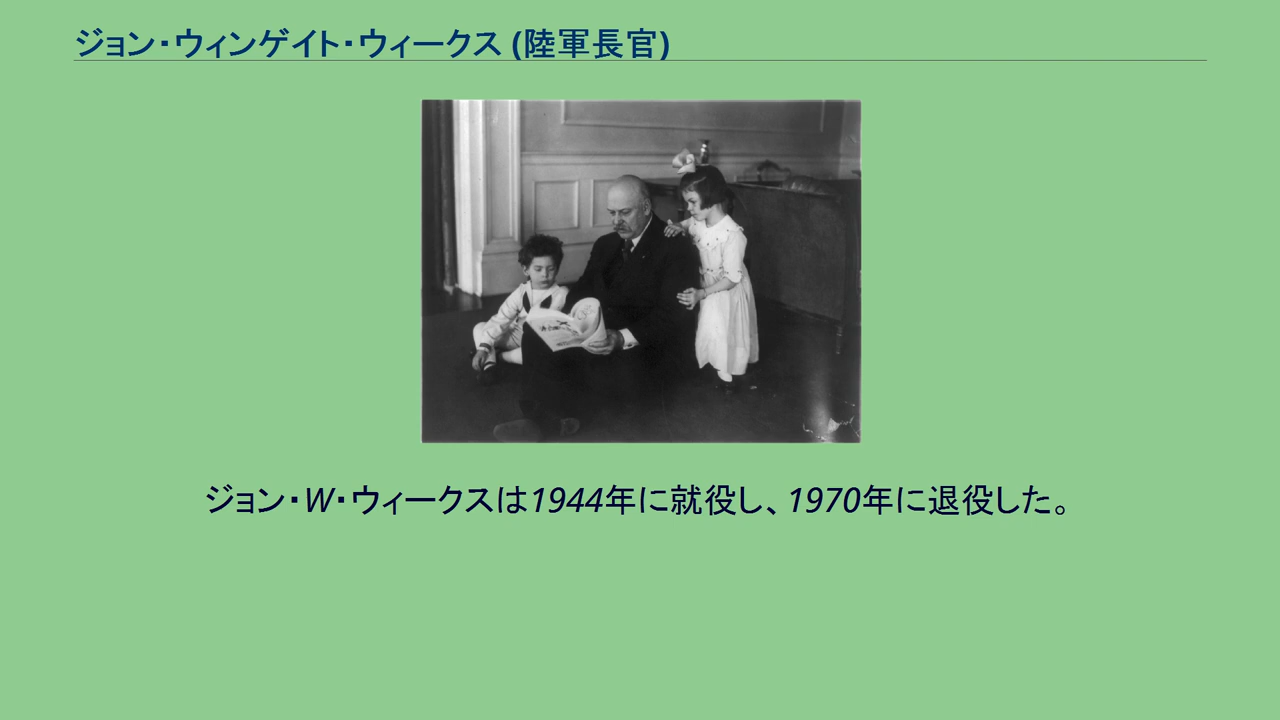 ジョン・ウィンゲイト・ウィークス (陸軍長官)
ジョン・W・ウィークスは1944年に就役し、1970年に退役した。